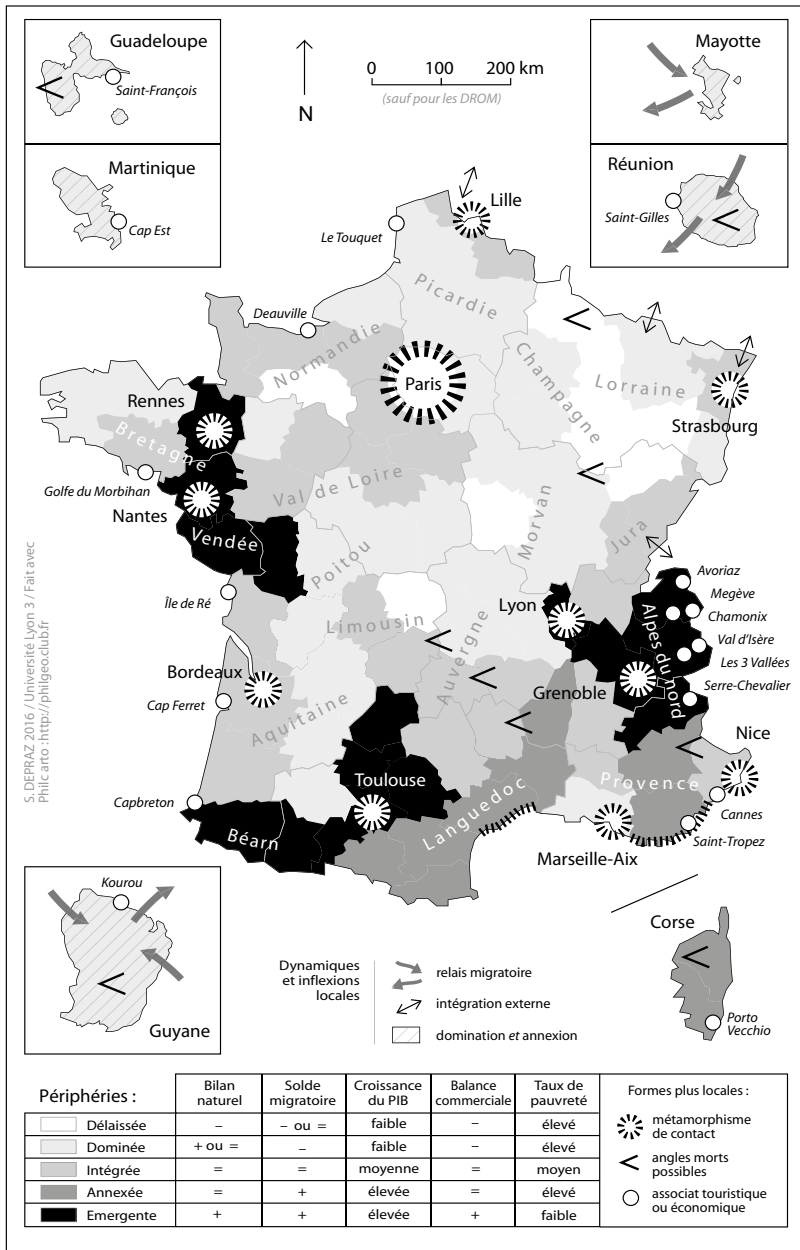 Guadeloupe
Saint-François
Martinique
Cap Est
N
0 100 200 km
(sauf pour les DROM)
Mayotte
Réunion
Saint-Gilles
Lille
Le Touquet
Picardie
Deauville
Normandie
Paris
Champagne
Lorraine
Strasbourg
Rennes
Bretagne
Golfe du Morbihan
Nantes
Val de Loire
Morvan
Jura
Vendée
Poitou
Île de Ré
Limousin
Auvergne
Lyon
Avoriaz
Megève
Chamonix
Val d'Isère
Les 3 Vallées
Serre-Chevalier
Alpes du nord
Grenoble
Bordeaux
Cap Ferret
Aquitaine
Nice
Toulouse
Languedoc
Provence
Capbreton
Béarn
Cannes
Saint-Tropez
Marseille-Aix
S. DEPRAZ 2016 / Université Lyon 3 / Fait avec
Philcarto : http://philgeo.club.fr
Kourou
Guyane
Corse
Porto
Vecchio
Dynamiques
et inflexions
locales
relais migratoire
intégration externe
domination et annexion
Périphéries : Bilan naturel Solde migratoire Croissance du PIB Balance commerciale Taux de pauvreté
Délaissée – – ou = faible – élevé
Dominée + ou = – faible – élevé
Intégrée = = moyenne = moyen
Annexée = + élevée = élevé
Emergente + + élevée + faible
Formes plus locales :
métamorphisme
de contact
angles morts
possibles
associat touristique
ou économique